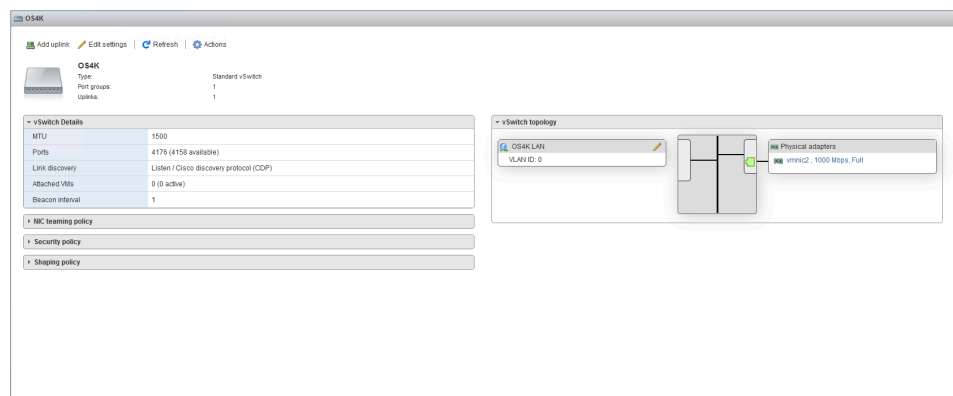 OS4K
Add uplink Edit settings Refresh Actions
OS4K
Type: Standard vSwitch
Port groups: 1
Uplinks: 1
vSwitch Details
MTU 1500
Ports 4176 (4158 available)
Link discovery Listen / Cisco discovery protocol (CDP)
Attached VMs 0 (0 active)
Beacon interval 1
NIC teaming policy
Security policy
Shaping policy
vSwitch topology
OS4K LAN
VLAN ID: 0
Physical adapters
vmnic2 , 1000 Mbps, Full